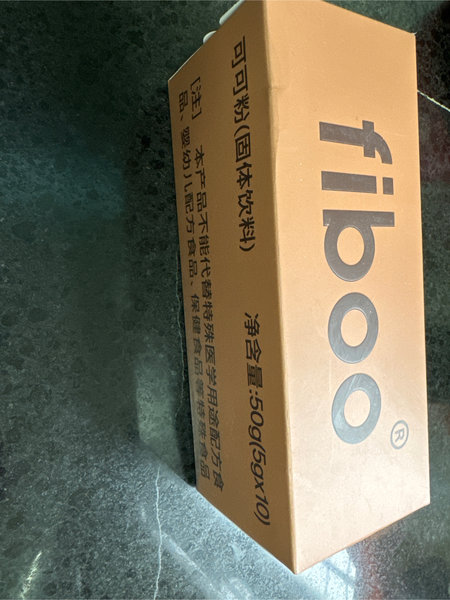 fiboo®
可可粉(固体饮料)
净含量:50g(5gx10)
[注] 本产品不能代替特殊医学用途配方食
品、婴幼儿配方食品、保健食品等特殊食品